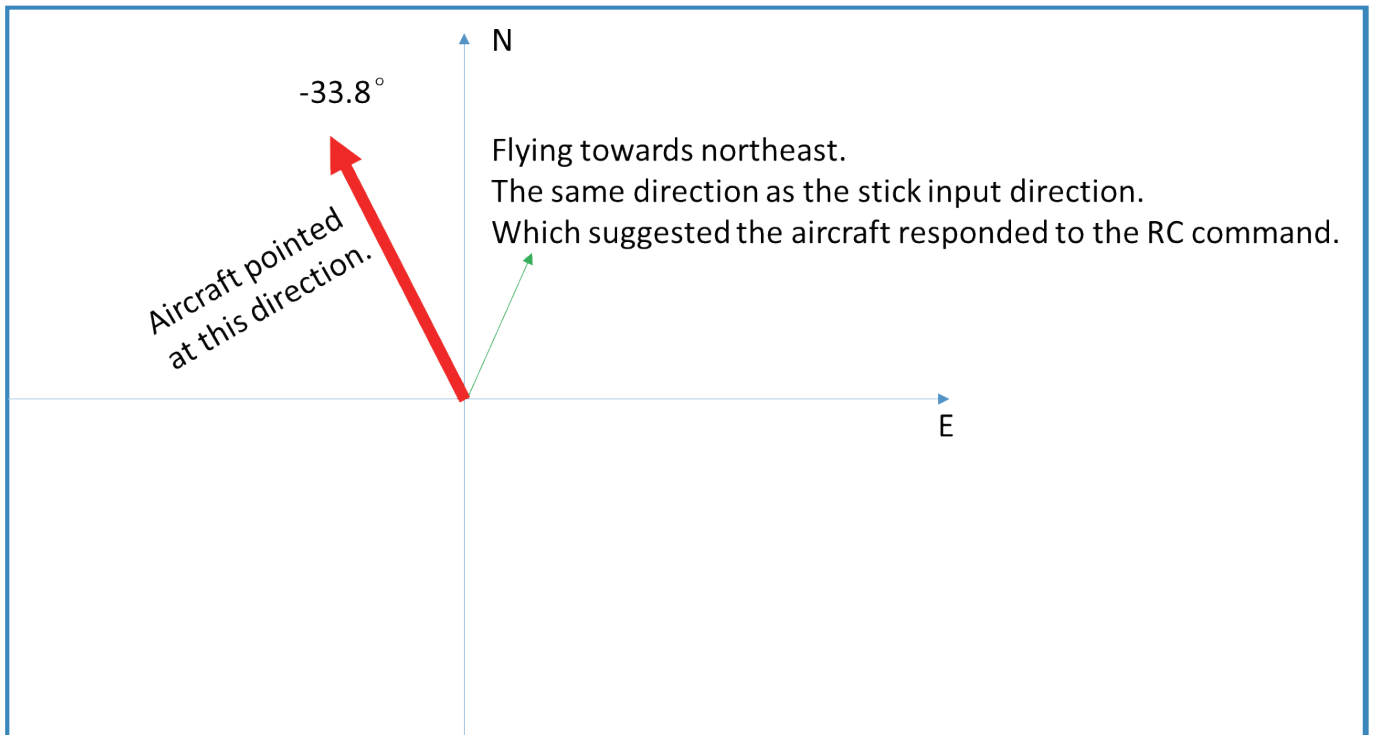 N
-33.8°
Flying towards northeast.
The same direction as the stick input direction.
Which suggested the aircraft responded to the RC command.
Aircraft pointed
at this direction.
E